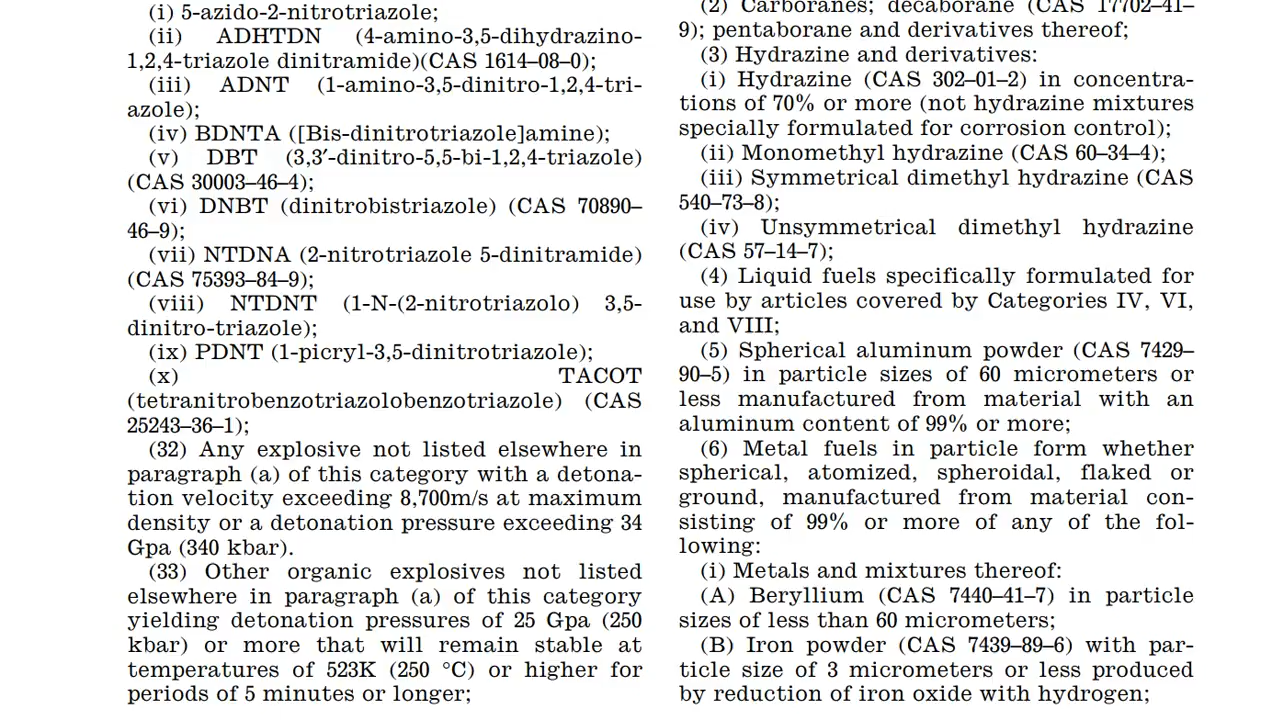 (i) 5-azido-2-nitrotriazole;
(ii) ADHTDN (4-amino-3,5-dihydrazino-
1,2,4-triazole dinitramide)(CAS 1614–08–0);
(iii) ADNT (1-amino-3,5-dinitro-1,2,4-tri-
azole);
(iv) BDNTA ([Bis-dinitrotriazole]amine);
(v) DBT (3,3′-dinitro-5,5-bi-1,2,4-triazole)
(CAS 30003–46–4);
(vi) DNBT (dinitrobistriazole) (CAS 70890–
46–9);
(vii) NTDNA (2-nitrotriazole 5-dinitramide)
(CAS 75393–84–9);
(viii) NTDNT (1-N-(2-nitrotriazolo) 3,5-
dinitro-triazole);
(ix) PDNT (1-picryl-3,5-dinitrotriazole);
(x) TACOT
(tetranitrobenzotriazolobenzotriazole) (CAS
25243–36–1);
(32) Any explosive not listed elsewhere in
paragraph (a) of this category with a detona-
tion velocity exceeding 8,700m/s at maximum
density or a detonation pressure exceeding 34
Gpa (340 kbar).
(33) Other organic explosives not listed
elsewhere in paragraph (a) of this category
yielding detonation pressures of 25 Gpa (250
kbar) or more that will remain stable at
temperatures of 523K (250 °C) or higher for
periods of 5 minutes or longer;
(2) Carboranes; decaborane (CAS 17702–41–
9); pentaborane and derivatives thereof;
(3) Hydrazine and derivatives:
(i) Hydrazine (CAS 302–01–2) in concentra-
tions of 70% or more (not hydrazine mixtures
specially formulated for corrosion control);
(ii) Monomethyl hydrazine (CAS 60–34–4);
(iii) Symmetrical dimethyl hydrazine (CAS
540–73–8);
(iv) Unsymmetrical dimethyl hydrazine
(CAS 57–14–7);
(4) Liquid fuels specifically formulated for
use by articles covered by Categories IV, VI,
and VIII;
(5) Spherical aluminum powder (CAS 7429–
90–5) in particle sizes of 60 micrometers or
less manufactured from material with an
aluminum content of 99% or more;
(6) Metal fuels in particle form whether
spherical, atomized, spheroidal, flaked or
ground, manufactured from material con-
sisting of 99% or more of any of the fol-
lowing:
(i) Metals and mixtures thereof:
(A) Beryllium (CAS 7440–41–7) in particle
sizes of less than 60 micrometers;
(B) Iron powder (CAS 7439–89–6) with par-
ticle size of 3 micrometers or less produced
by reduction of iron oxide with hydrogen;